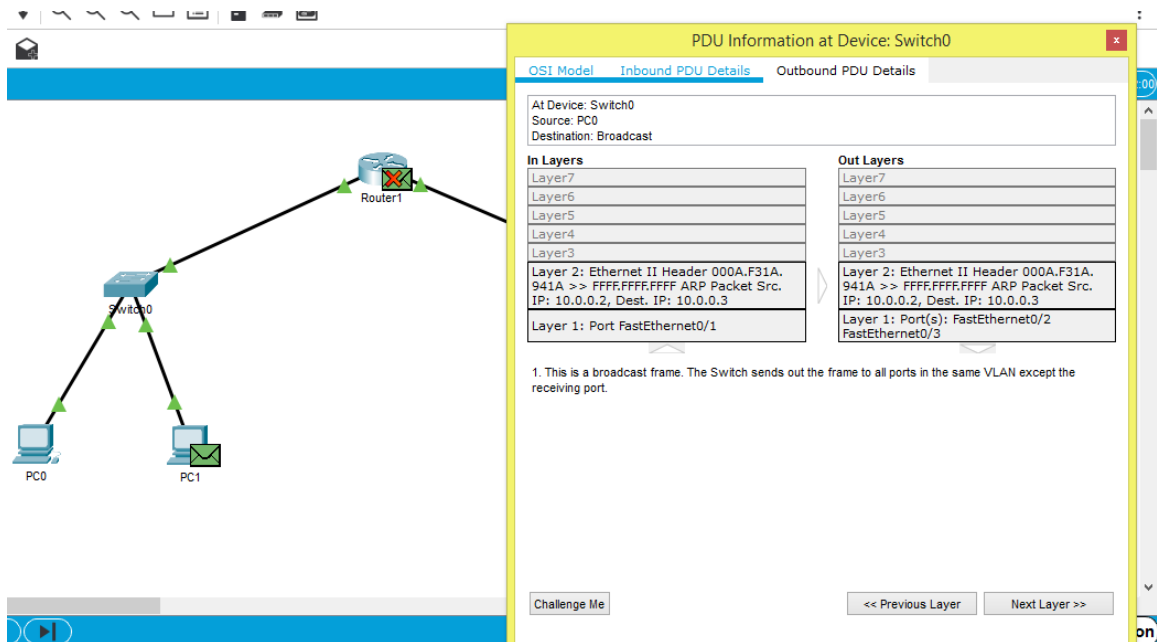 PDU Information at Device: Switch0
x
OSI Model Inbound PDU Details Outbound PDU Details
:00
At Device: Switch0
Source: PC0
Destination: Broadcast
In Layers
Layer7
Layer6
Layer5
Layer4
Layer3
Layer 2: Ethernet II Header 000A.F31A.
941A >> FFFF.FFFF.FFFF ARP Packet Src.
IP: 10.0.0.2, Dest. IP: 10.0.0.3
Layer 1: Port FastEthernet0/1
Out Layers
Layer7
Layer6
Layer5
Layer4
Layer3
Layer 2: Ethernet II Header 000A.F31A.
941A >> FFFF.FFFF.FFFF ARP Packet Src.
IP: 10.0.0.2, Dest. IP: 10.0.0.3
Layer 1: Port(s): FastEthernet0/2
FastEthernet0/3
1. This is a broadcast frame. The Switch sends out the frame to all ports in the same VLAN except the
receiving port.
Challenge Me
<< Previous Layer
Next Layer >>
Router1
Switch0
PC0
PC1
on